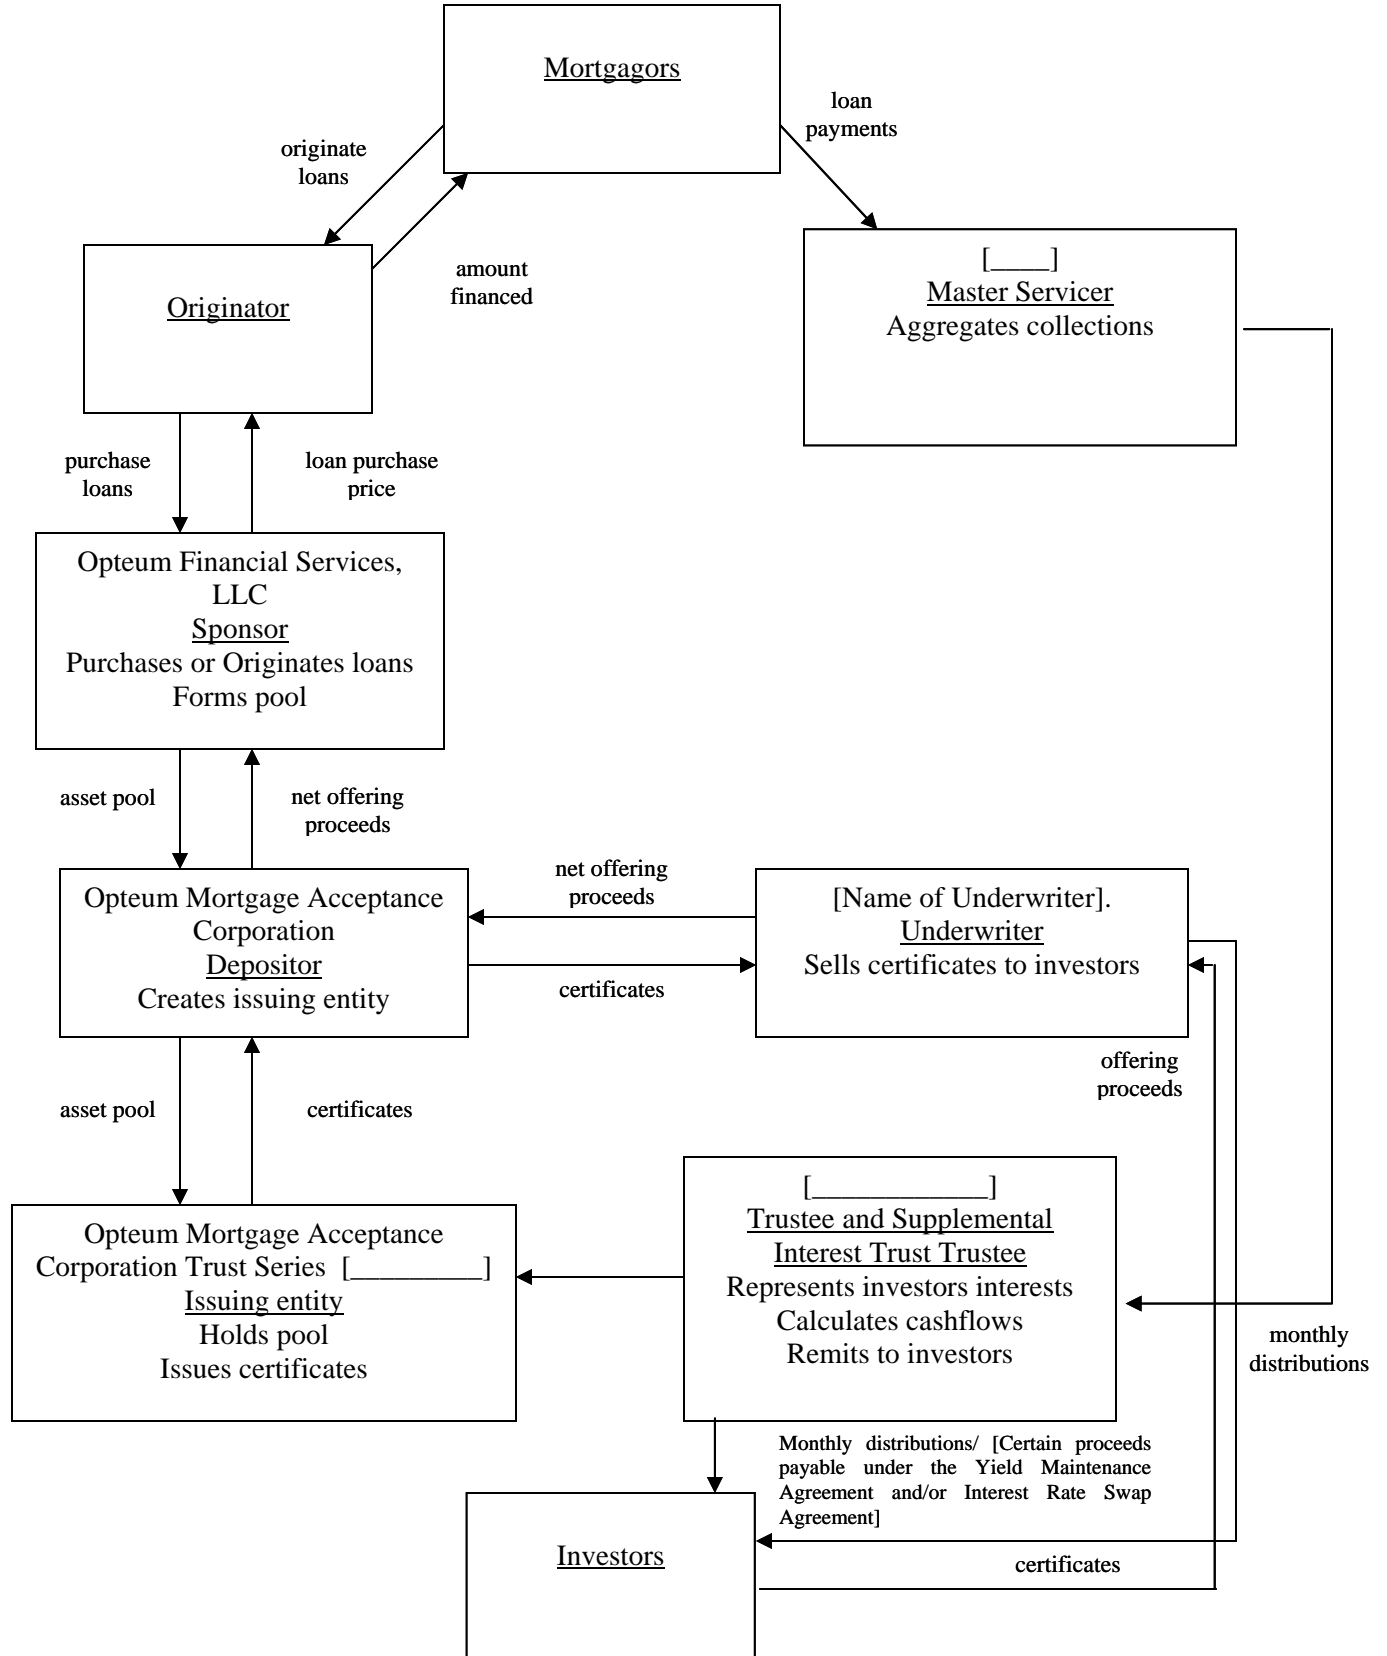 Mortgagors
loan
payments
originate
loans
[____]
Master Servicer
Aggregates collections
amount
financed
Originator
purchase
loans
loan purchase
price
Opteum Financial Services,
LLC
Sponsor
Purchases or Originates loans
Forms pool
asset pool
net offering
proceeds
net offering
proceeds
Opteum Mortgage Acceptance
Corporation
Depositor
Creates issuing entity
[Name of Underwriter].
Underwriter
Sells certificates to investors
certificates
offering
proceeds
asset pool
certificates
[____________]
Trustee and Supplemental
Interest Trust Trustee
Represents investors interests
Calculates cashflows
Remits to investors
Opteum Mortgage Acceptance
Corporation Trust Series [_________]
Issuing entity
Holds pool
Issues certificates
monthly
distributions
Monthly distributions/ [Certain proceeds
payable under the Yield Maintenance
Agreement and/or Interest Rate Swap
Agreement]
Investors
certificates